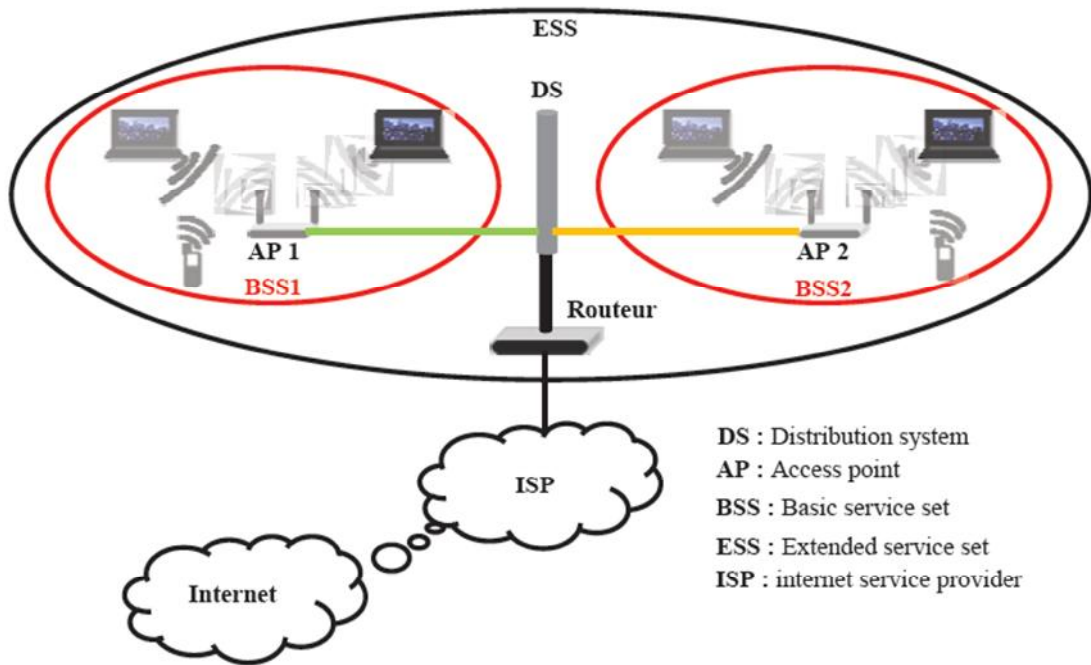 ESS
DS
AP 1
AP 2
BSS1
BSS2
Routeur
DS : Distribution system
AP : Access point
ISP
BSS : Basic service set
ESS : Extended service set
ISP : internet service provider
Internet